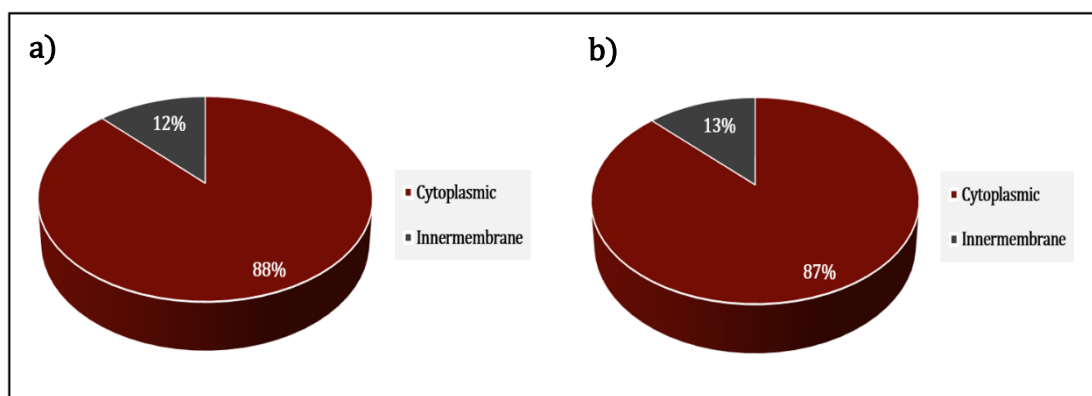 a)
12%
88%
Cytoplasmic
Innermembrane
b)
13%
87%
Cytoplasmic
Innermembrane